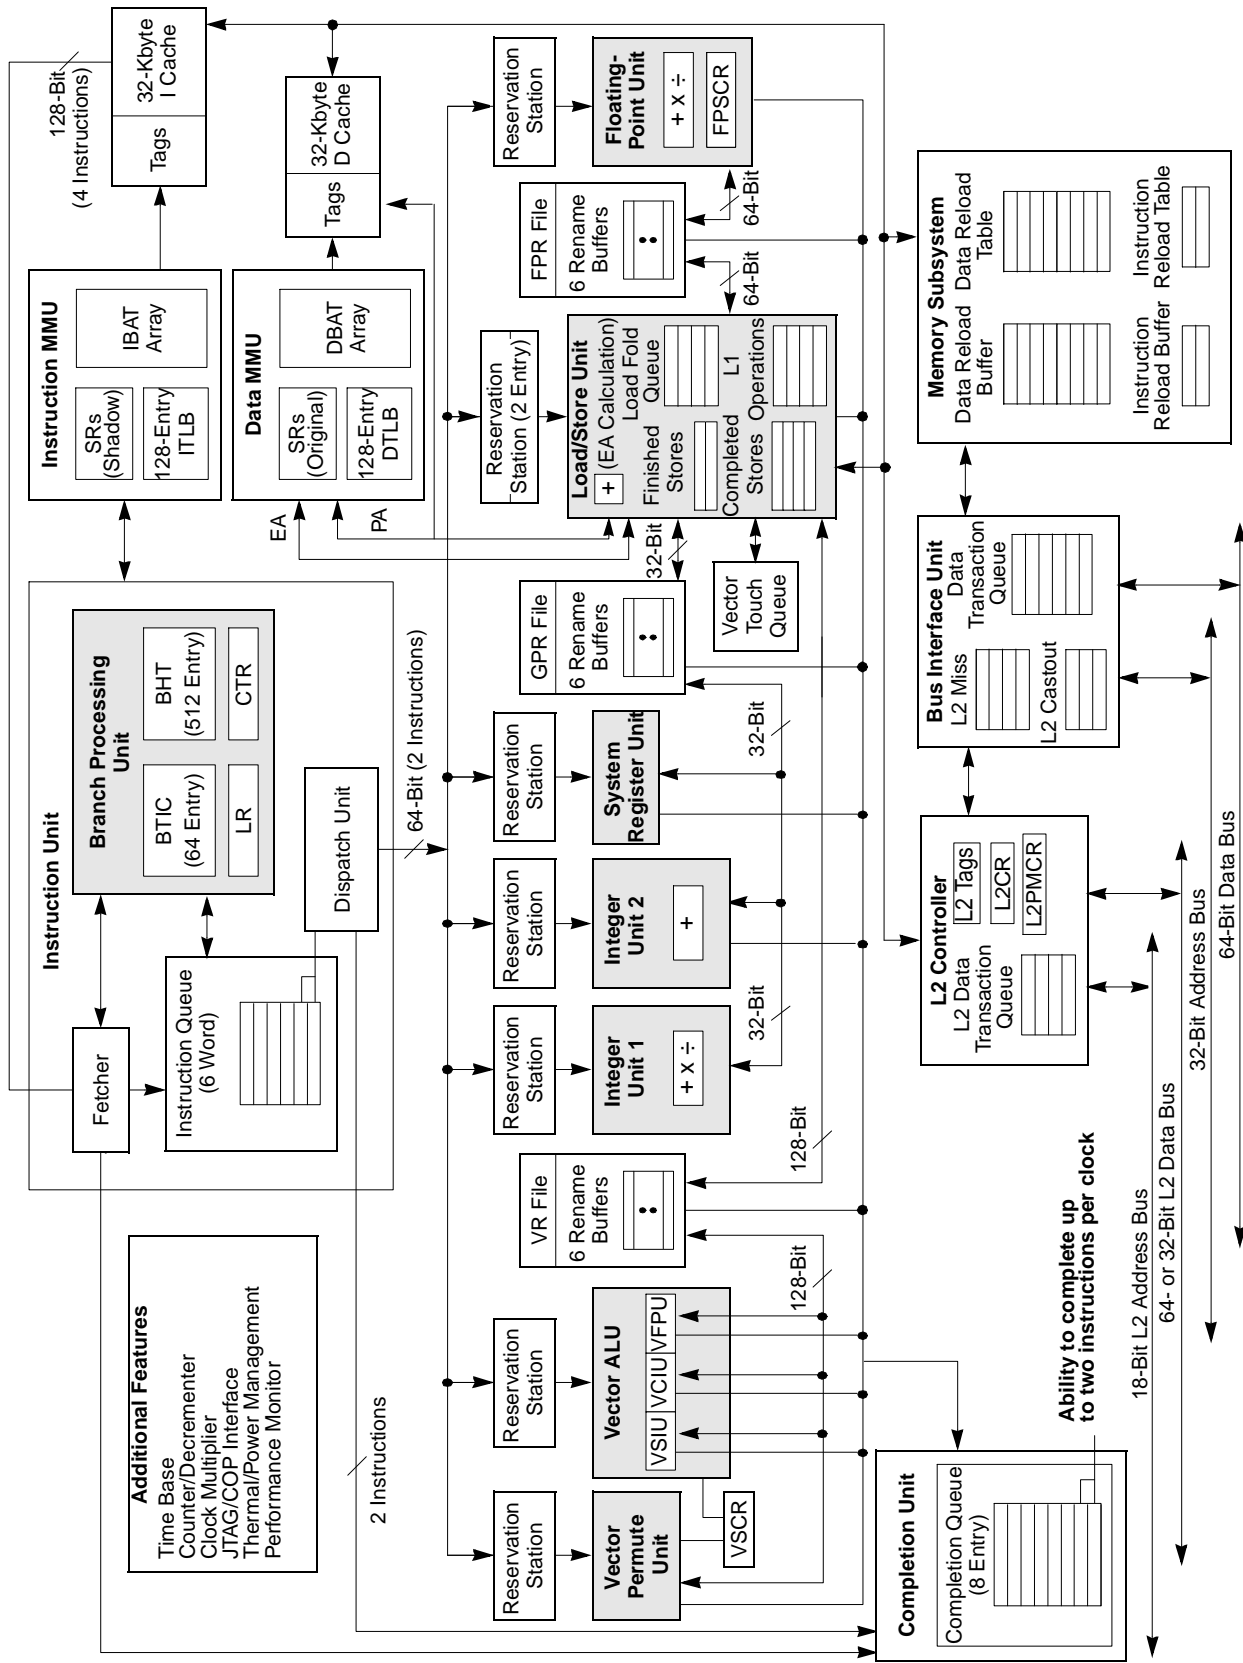 Additional Features
Time Base
Counter/Decrementer
Clock Multiplier
JTAG/COP Interface
Thermal/Power Management
Performance Monitor
Instruction Unit
Fetcher
Instruction Queue
(6 Word)
Branch Processing
Unit
BTIC
(64 Entry)
BHT
(512 Entry)
LR
CTR
Dispatch Unit
Instruction MMU
SRs
(Shadow)
128-Entry
ITLB
IBAT
Array
Tags
32-Kbyte
I Cache
128-Bit
(4 Instructions)
Data MMU
SRs
(Original)
128-Entry
DTLB
DBAT
Array
Tags
32-Kbyte
D Cache
EA
PA
2 Instructions
64-Bit (2 Instructions)
Reservation
Station
Vector
Permute
Unit
VSCR
Reservation
Station
Vector ALU
VSIU
VCIU
VFPU
128-Bit
VR File
6 Rename
Buffers
128-Bit
Reservation
Station
Integer
Unit 1
+ x ÷
32-Bit
Reservation
Station
Integer
Unit 2
+
Reservation
Station
System
Register Unit
32-Bit
GPR File
6 Rename
Buffers
32-Bit
Vector
Touch
Queue
Reservation
Station (2 Entry)
Load/Store Unit
+ (EA Calculation)
Load Fold
Queue
Finished
Stores
L1
Operations
Completed
Stores
64-Bit
FPR File
6 Rename
Buffers
64-Bit
Reservation
Station
Floating-
Point Unit
+ x ÷
FPSCR
Completion Unit
Completion Queue
(8 Entry)
Ability to complete up
to two instructions per clock
L2 Controller
L2 Data
Transaction
Queue
L2 Tags
L2CR
L2PMCR
Bus Interface Unit
L2 Miss
Data
Transaction
Queue
L2 Castout
Memory Subsystem
Data Reload
Buffer
Data Reload
Table
Instruction
Reload Buffer
Instruction
Reload Table
18-Bit L2 Address Bus
64- or 32-Bit L2 Data Bus
32-Bit Address Bus
64-Bit Data Bus